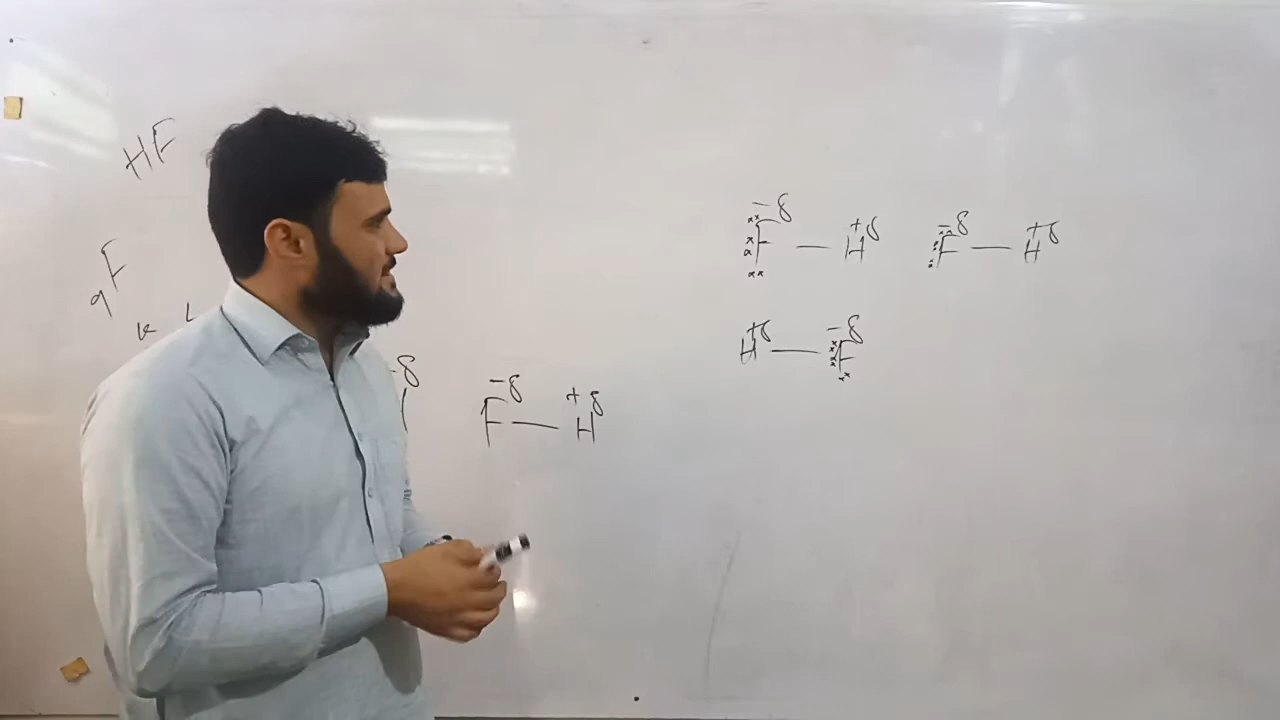 HF
9F
K L
-δ
F-δ — H+δ
F-δ — H+δ F-δ — H+δ
H+δ — F-δ